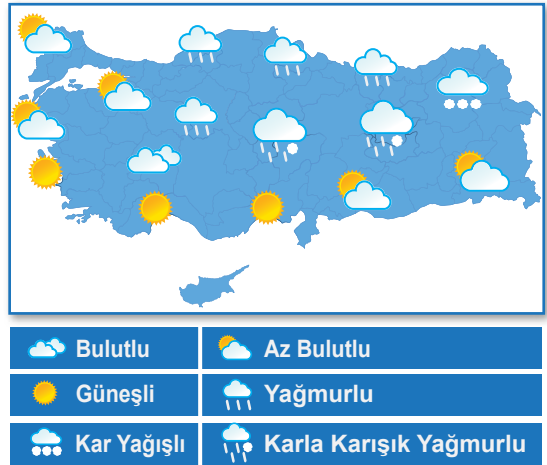 Bulutlu
Az Bulutlu
Güneşli
Yağmurlu
Kar Yağışlı
Karla Karışık Yağmurlu